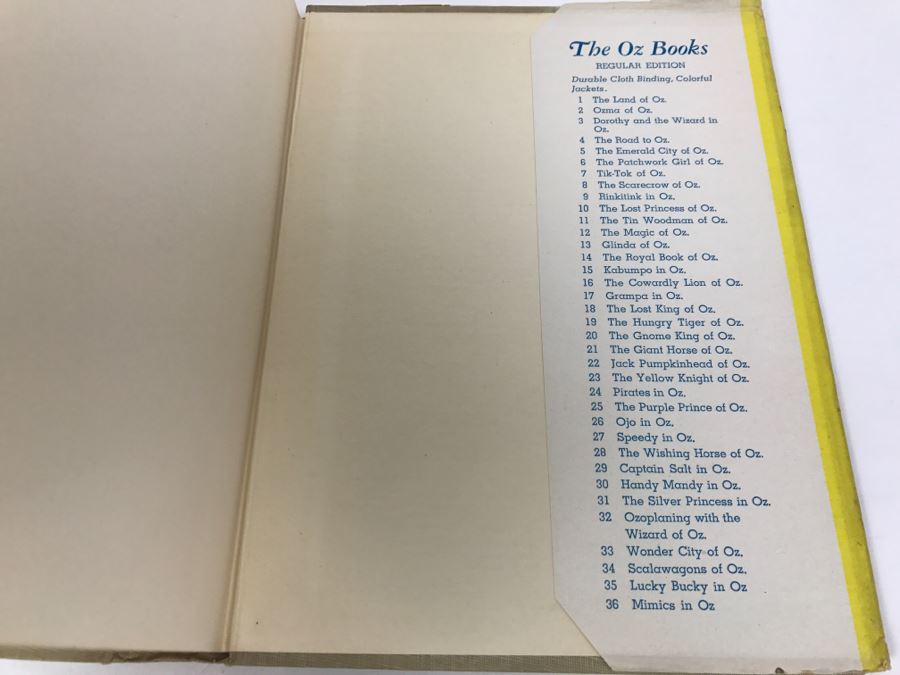 The Oz Books
REGULAR EDITION
Durable Cloth Binding, Colorful
Jackets.
1 The Land of Oz.
2 Ozma of Oz.
3 Dorothy and the Wizard in
Oz.
4 The Road to Oz.
5 The Emerald City of Oz.
6 The Patchwork Girl of Oz.
7 Tik-Tok of Oz.
8 The Scarecrow of Oz.
9 Rinkitink in Oz.
10 The Lost Princess of Oz.
11 The Tin Woodman of Oz.
12 The Magic of Oz.
13 Glinda of Oz.
14 The Royal Book of Oz.
15 Kabumpo in Oz.
16 The Cowardly Lion of Oz.
17 Grampa in Oz.
18 The Lost King of Oz.
19 The Hungry Tiger of Oz.
20 The Gnome King of Oz.
21 The Giant Horse of Oz.
22 Jack Pumpkinhead of Oz.
23 The Yellow Knight of Oz.
24 Pirates in Oz.
25 The Purple Prince of Oz.
26 Ojo in Oz.
27 Speedy in Oz.
28 The Wishing Horse of Oz.
29 Captain Salt in Oz.
30 Handy Mandy in Oz.
31 The Silver Princess in Oz.
32 Ozoplaning with the
Wizard of Oz.
33 Wonder City of Oz.
34 Scalawagons of Oz.
35 Lucky Bucky in Oz
36 Mimics in Oz